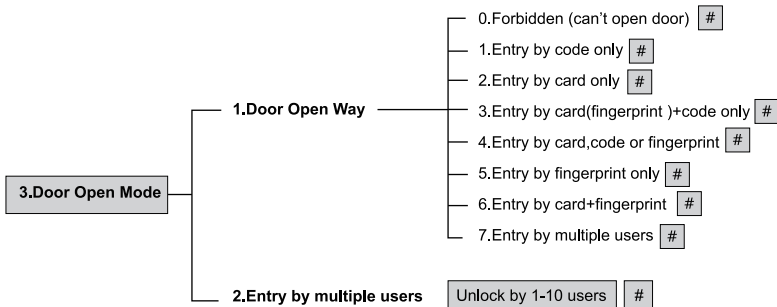 0.Forbidden (can't open door) #
1.Entry by code only #
2.Entry by card only #
1.Door Open Way
3.Entry by card(fingerprint )+code only #
4.Entry by card,code or fingerprint #
5.Entry by fingerprint only #
3.Door Open Mode
6.Entry by card+fingerprint #
7.Entry by multiple users #
2.Entry by multiple users Unlock by 1-10 users #